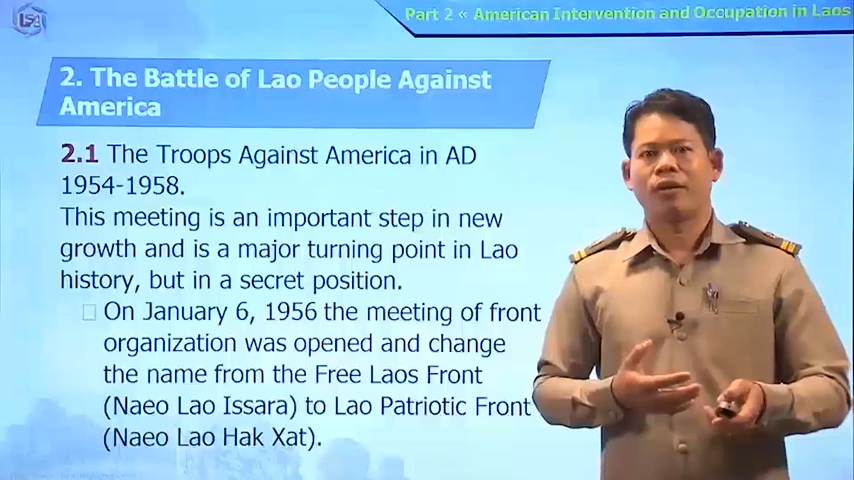 LSA
Part 2 « American Intervention and Occupation in Laos
2. The Battle of Lao People Against
America
2.1 The Troops Against America in AD
1954-1958.
This meeting is an important step in new
growth and is a major turning point in Lao
history, but in a secret position.
On January 6, 1956 the meeting of front
organization was opened and change
the name from the Free Laos Front
(Naeo Lao Issara) to Lao Patriotic Front
(Naeo Lao Hak Xat).